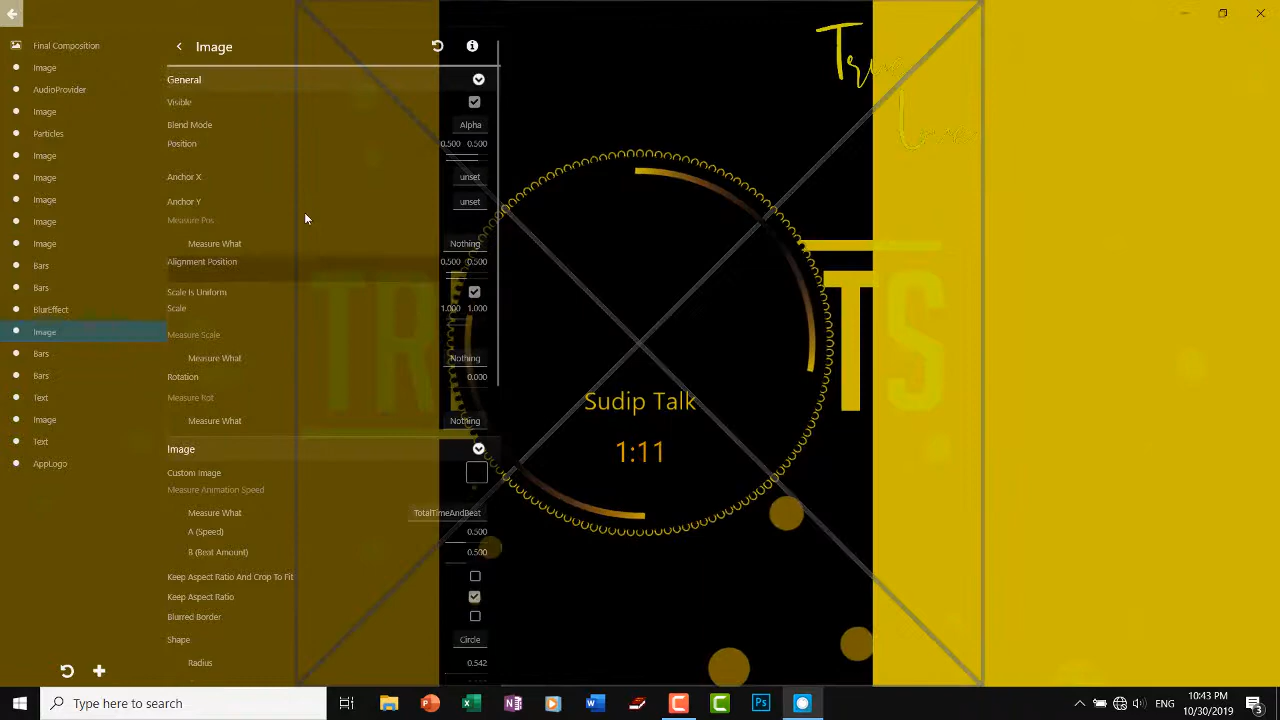 Final Composition
Image
AudioProvider
Image
Particles
Image
Image
Image
Image
Image
Bars
Bars
BlurEffect
Image
Bars
Bars
Text
Image
Text
AppLogo
Image
General
Visible
Blend Mode Alpha
Position 0.500 0.500
Anchor X unset
Anchor Y unset
Measure Pos
Measure What Nothing
Alignment Position 0.500 0.500
Scale Is Uniform
Scale 1.000 1.000
Measure Scale
Measure What Nothing
Rotation 0.000
Measure Rot
Measure What Nothing
Image
Custom Image
Measure Animation Speed
Measure What TotalTimeAndBeat
A (Speed) 0.500
B (Beat Amount) 0.500
Keep Aspect Ratio And Crop To Fit
Keep Aspect Ratio
Blurred Border
Shape Circle
Radius 0.542
Sudip Talk
1:11
Type here to search
ENG
10:43 PM
10/30/2019
3